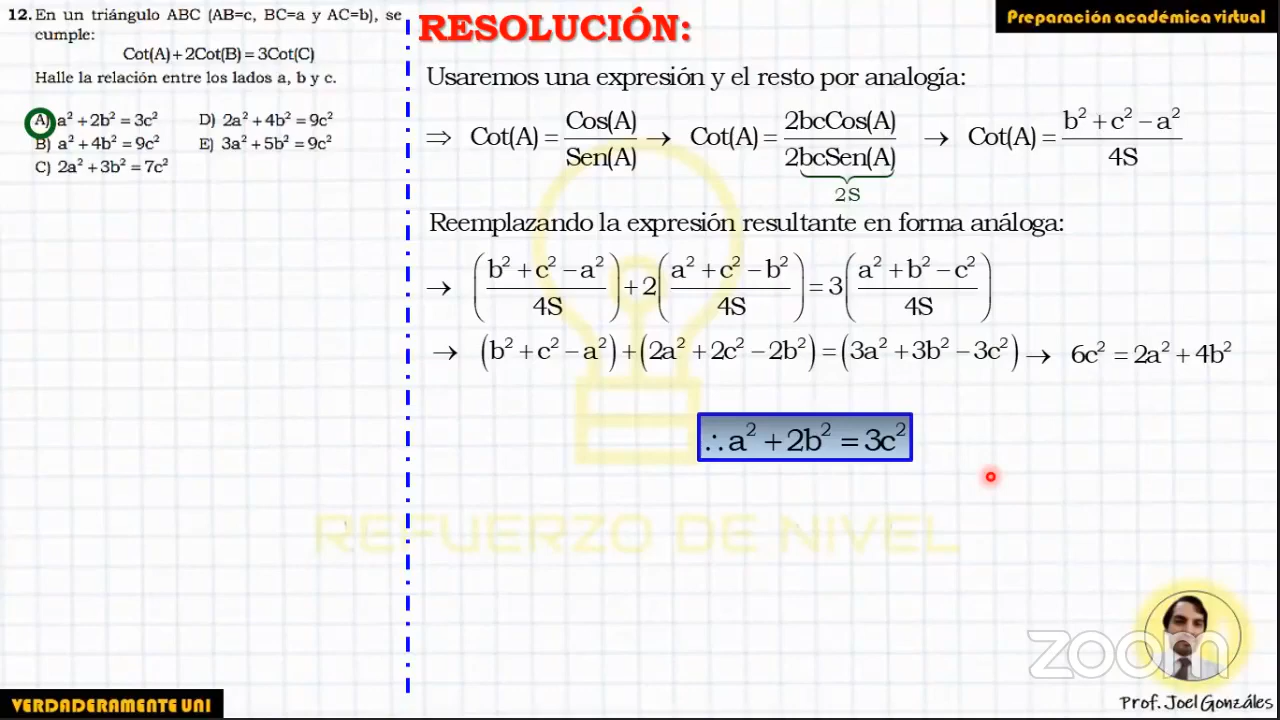 12. En un triángulo ABC (AB=c, BC=a y AC=b), se
cumple:
Cot(A)+2Cot(B)=3Cot(C)
Halle la relación entre los lados a, b y c.
A) a² + 2b² = 3c²
B) a² + 4b² = 9c²
C) 2a² + 3b² = 7c²
D) 2a² + 4b² = 9c²
E) 3a² + 5b² = 9c²
RESOLUCIÓN:
Preparación académica virtual
Usaremos una expresión y el resto por analogía:
⇒ Cot(A) = Cos(A)/Sen(A) → Cot(A) = 2bcCos(A)/2bcSen(A) → Cot(A) = (b² + c² − a²)/4S
2S
Reemplazando la expresión resultante en forma análoga:
→ ((b² + c² − a²)/4S) + 2((a² + c² − b²)/4S) = 3((a² + b² − c²)/4S)
→ (b² + c² − a²) + (2a² + 2c² − 2b²) = (3a² + 3b² − 3c²) → 6c² = 2a² + 4b²
∴ a² + 2b² = 3c²
REFUERZO DE NIVEL
zoom
VERDADERAMENTE UNI
Prof. Joel Gonzáles